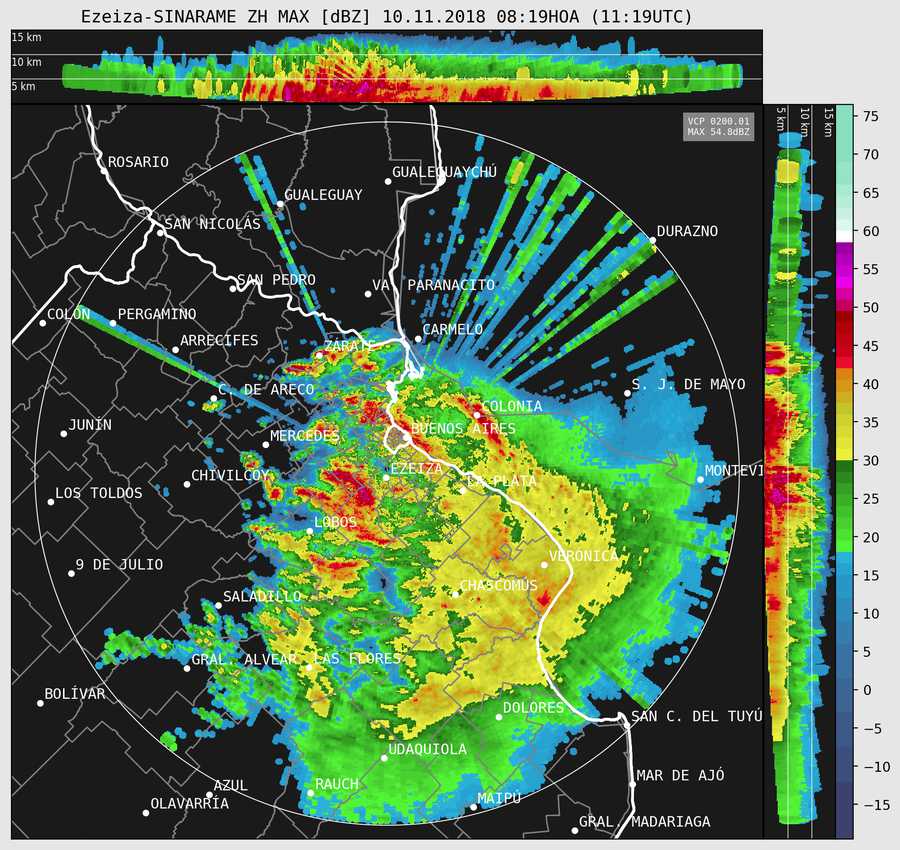 Ezeiza-SINARAME ZH MAX [dBZ] 10.11.2018 08:19HOA (11:19UTC)
15 km
10 km
5 km
5 km
10 km
15 km
VCP 0200.01
MAX 54.8dBZ
ROSARIO
GUALEGUAYCHÚ
GUALEGUAY
SAN NICOLAS
DURAZNO
SAN PEDRO
VA. PARANACITO
COLÓN
PERGAMINO
CARMELO
ARRECIFES
ZÁRATE
S. J. DE MAYO
C. DE ARECO
COLONIA
JUNÍN
MERCEDES
BUENOS AIRES
CHIVILCOY
EZEIZA
MONTEVI
LOS TOLDOS
LA PLATA
LOBOS
9 DE JULIO
VERÓNICA
CHASCOMÚS
SALADILLO
GRAL. ALVEAR
LAS FLORES
BOLÍVAR
DOLORES
SAN C. DEL TUYÚ
UDAQUIOLA
MAR DE AJÓ
AZUL
RAUCH
OLAVARRÍA
MAIPÚ
GRAL. MADARIAGA
75
70
65
60
55
50
45
40
35
30
25
20
15
10
5
0
−5
−10
−15